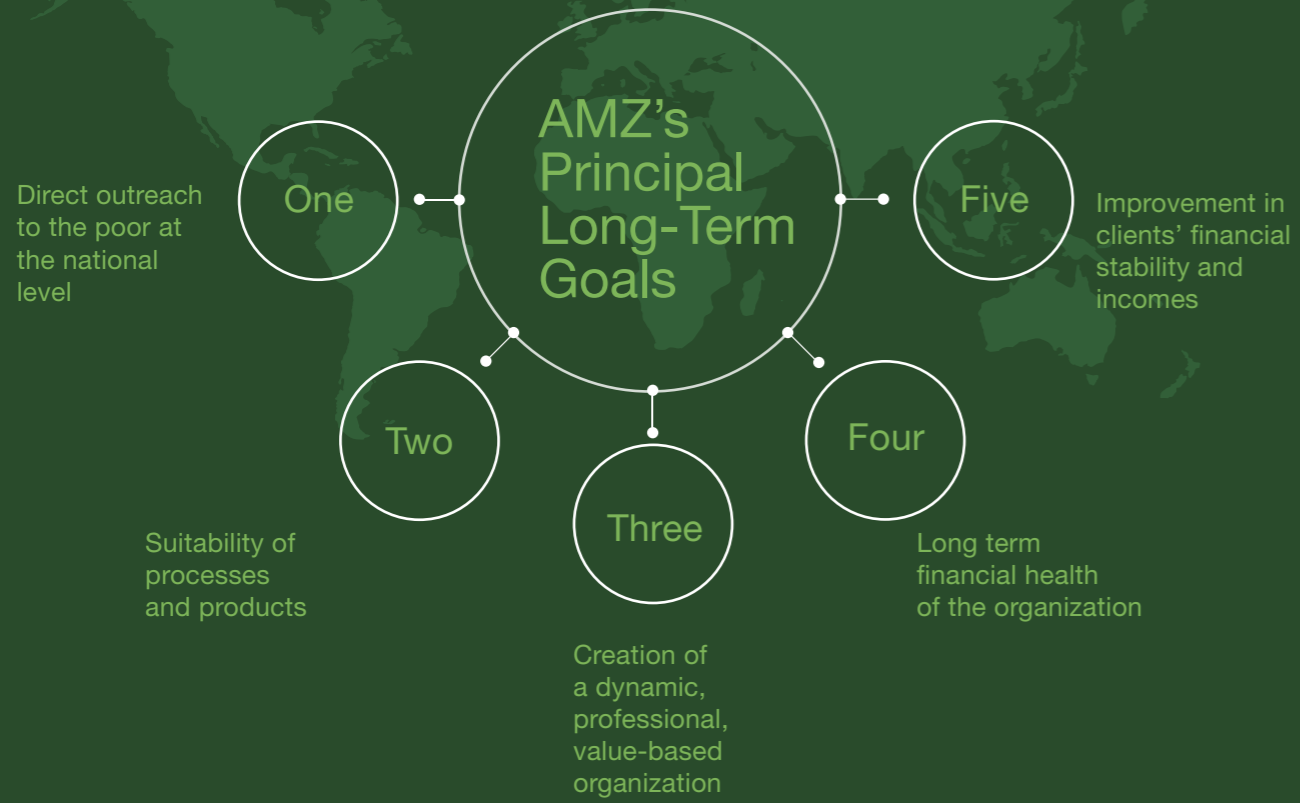 AMZ’s
Principal
Long-Term
Goals
One
Direct outreach
to the poor at
the national
level
Two
Suitability of
processes
and products
Three
Creation of
a dynamic,
professional,
value-based
organization
Four
Long term
financial health
of the organization
Five
Improvement in
clients’ financial
stability and
incomes